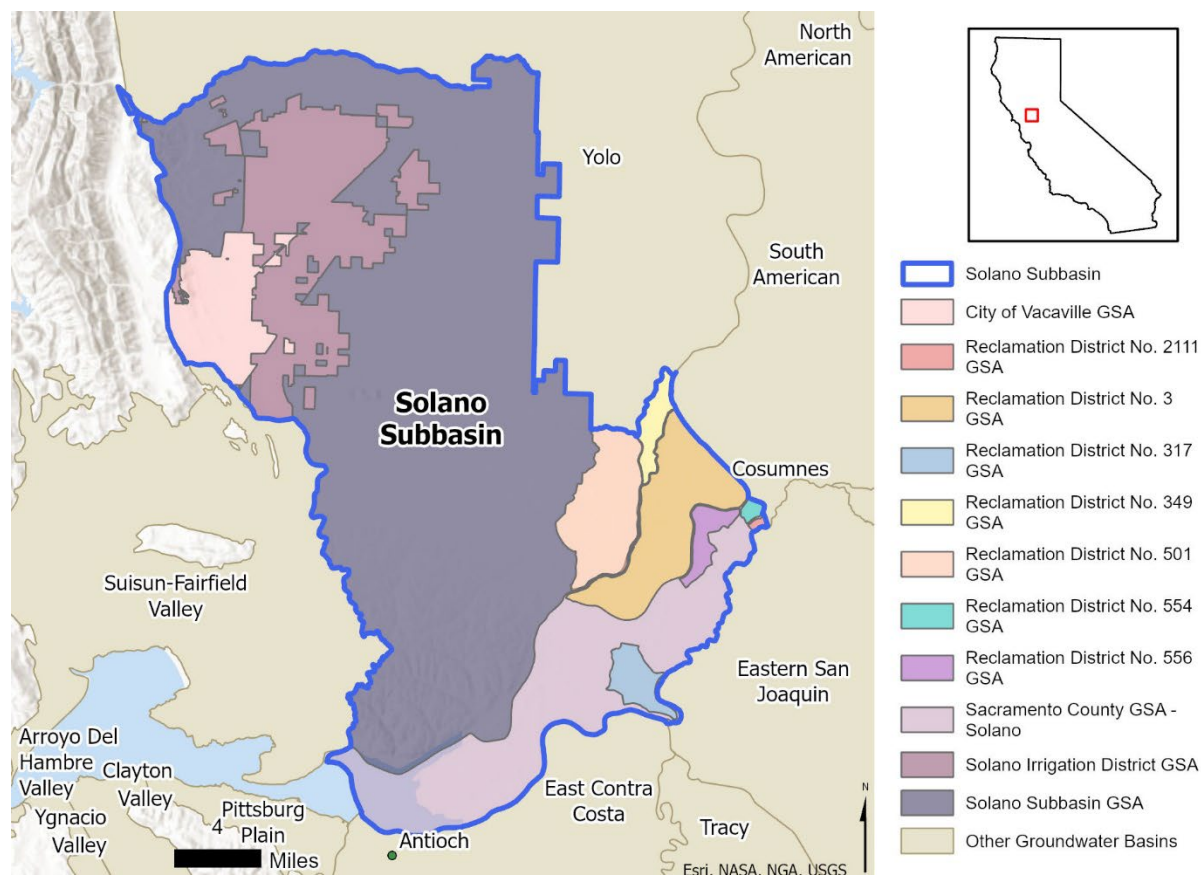 North
American
Yolo
South
American
Solano
Subbasin
Cosumnes
Suisun-Fairfield
Valley
Eastern San
Joaquin
Arroyo Del
Hambre
Valley
Clayton
Valley
Ygnacio
Valley
Pittsburg
Plain
4
Miles
Antioch
East Contra
Costa
Tracy
N
Esri, NASA, NGA, USGS
Solano Subbasin
City of Vacaville GSA
Reclamation District No. 2111
GSA
Reclamation District No. 3
GSA
Reclamation District No. 317
GSA
Reclamation District No. 349
GSA
Reclamation District No. 501
GSA
Reclamation District No. 554
GSA
Reclamation District No. 556
GSA
Sacramento County GSA -
Solano
Solano Irrigation District GSA
Solano Subbasin GSA
Other Groundwater Basins